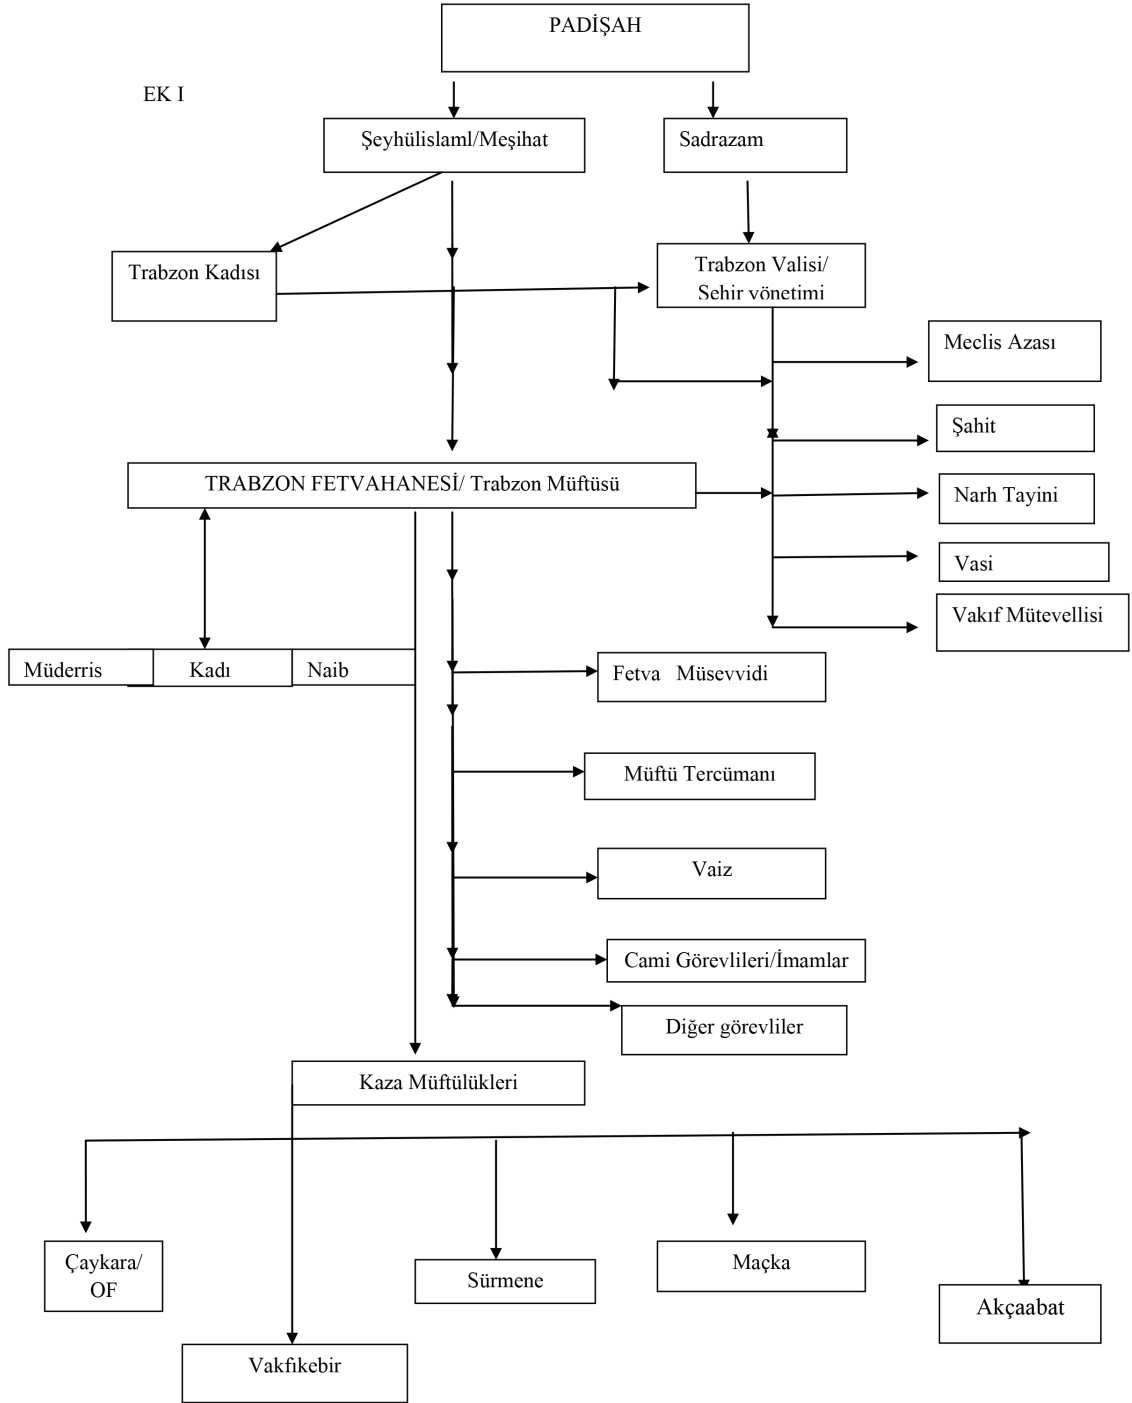 PADİŞAH
EK I
Şeyhülislaml/Meşihat
Sadrazam
Trabzon Kadısı
Trabzon Valisi/
Sehir vönetimi
Meclis Azası
Şahit
TRABZON FETVAHANESİ/ Trabzon Müftüsü
Narh Tayini
Vasi
Vakıf Mütevellisi
Müderris
Kadı
Naib
Fetva Müsevvidi
Müftü Tercümanı
Vaiz
Cami Görevlileri/İmamlar
Diğer görevliler
Kaza Müftülükleri
Çaykara/
OF
Sürmene
Maçka
Akçaabat
Vakfıkebir